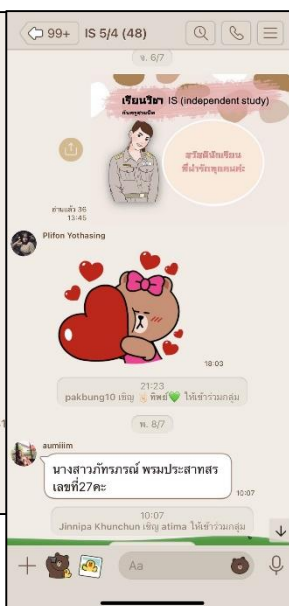 99+ IS 5/4 (48)
จ. 6/7
เรียนวิชา IS (independent study)
สวัสดีนักเรียน
ที่น่ารักทุกคนค่ะ
อ่านแล้ว 36
13:45
Plifon Yothasing
18:03
21:23
pakbung10 เชิญ ทิพย์💚 ให้เข้าร่วมกลุ่ม
พ. 8/7
aumiiim
นางสาวภัทรภรณ์ พรมประสาทสร
เลขที่27คะ
10:07
10:07
Jinnipa Khunchun เชิญ atima ให้เข้าร่วมกลุ่ม
Aa